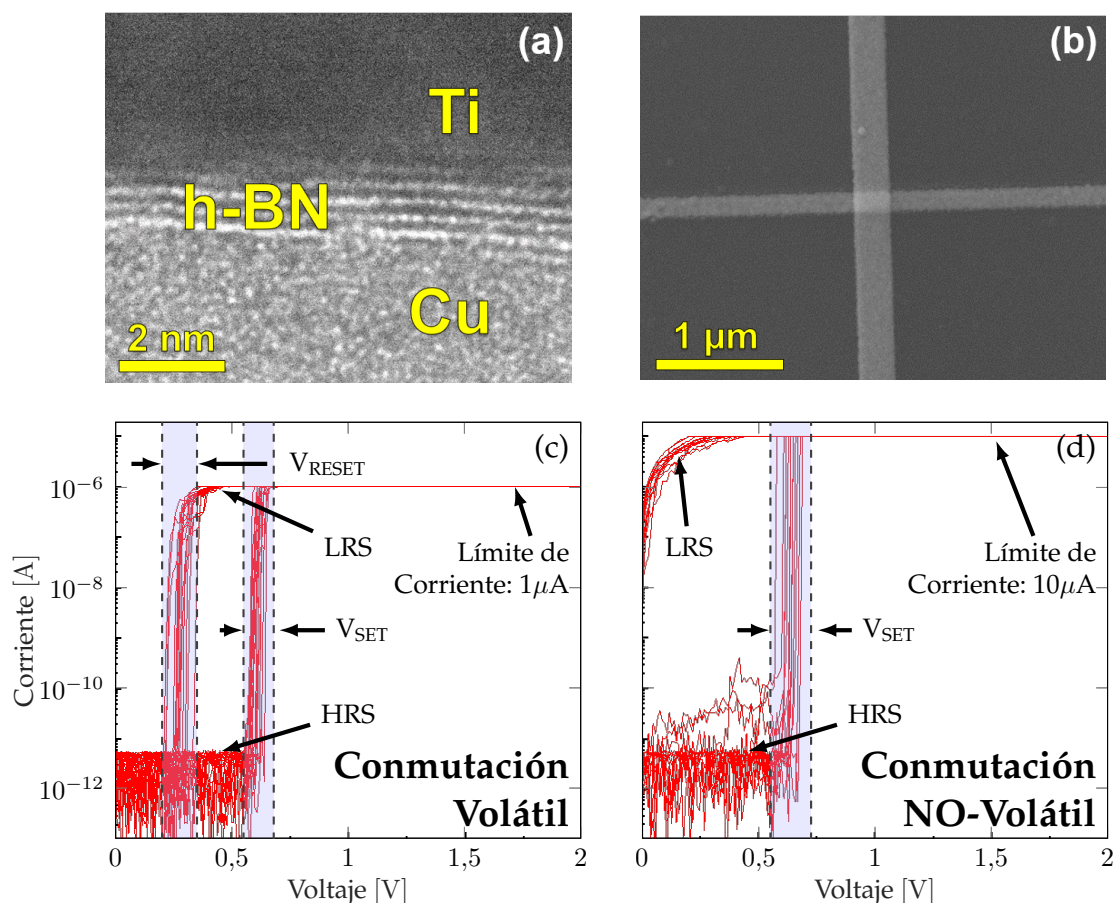 (a)
Ti
h-BN
Cu
2 nm
(b)
1 µm
(c)
V_RESET
LRS
Límite de
Corriente: 1µA
V_SET
HRS
Conmutación
Volátil
10⁻⁶
10⁻⁸
10⁻¹⁰
10⁻¹²
Corriente [A]
0
0,5
1
1,5
2
Voltaje [V]
(d)
LRS
Límite de
Corriente: 10µA
V_SET
HRS
Conmutación
NO-Volátil
0
0,5
1
1,5
2
Voltaje [V]